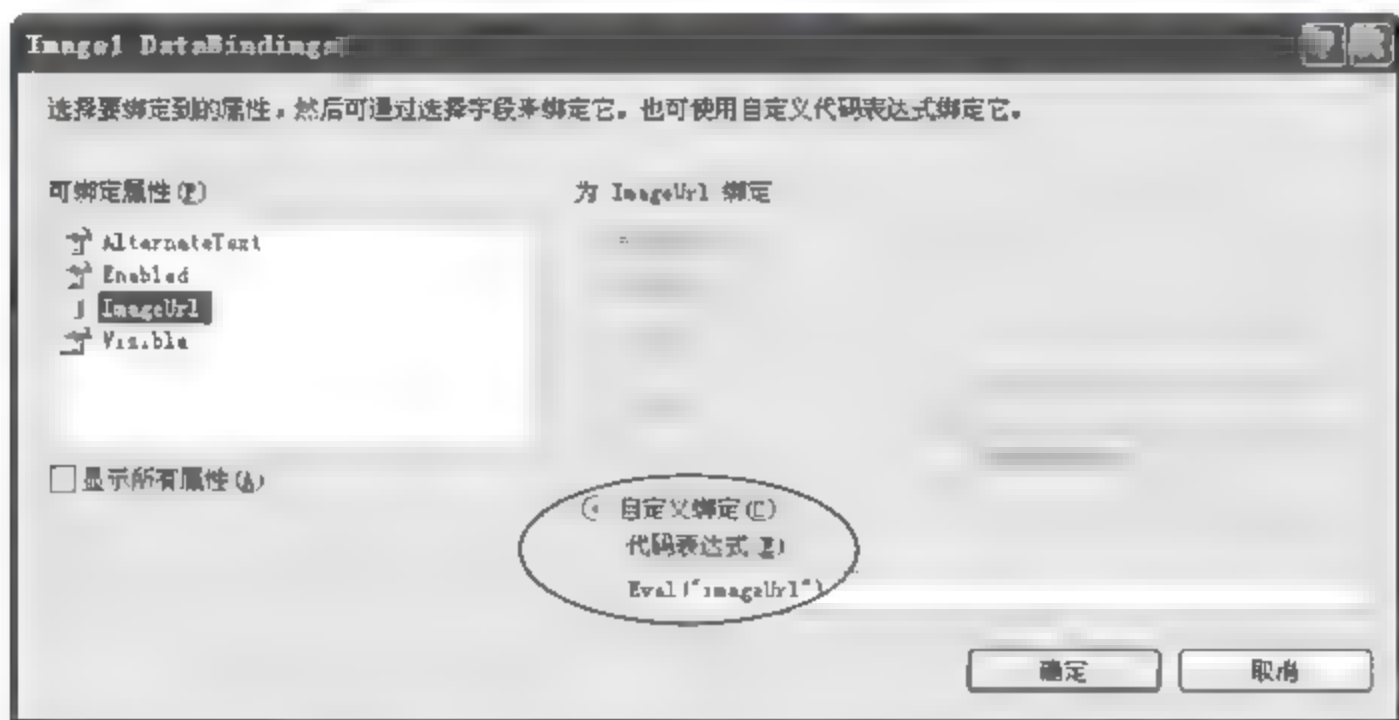 Image1 DataBindings
选择要绑定到的属性，然后可通过选择字段来绑定它。也可使用自定义代码表达式绑定它。
可绑定属性(P)
AlternateText
Enabled
ImageUrl
Visible
显示所有属性(A)
为 ImageUrl 绑定
自定义绑定(C)
代码表达式(E)
Eval("imageUrl")
确定
取消